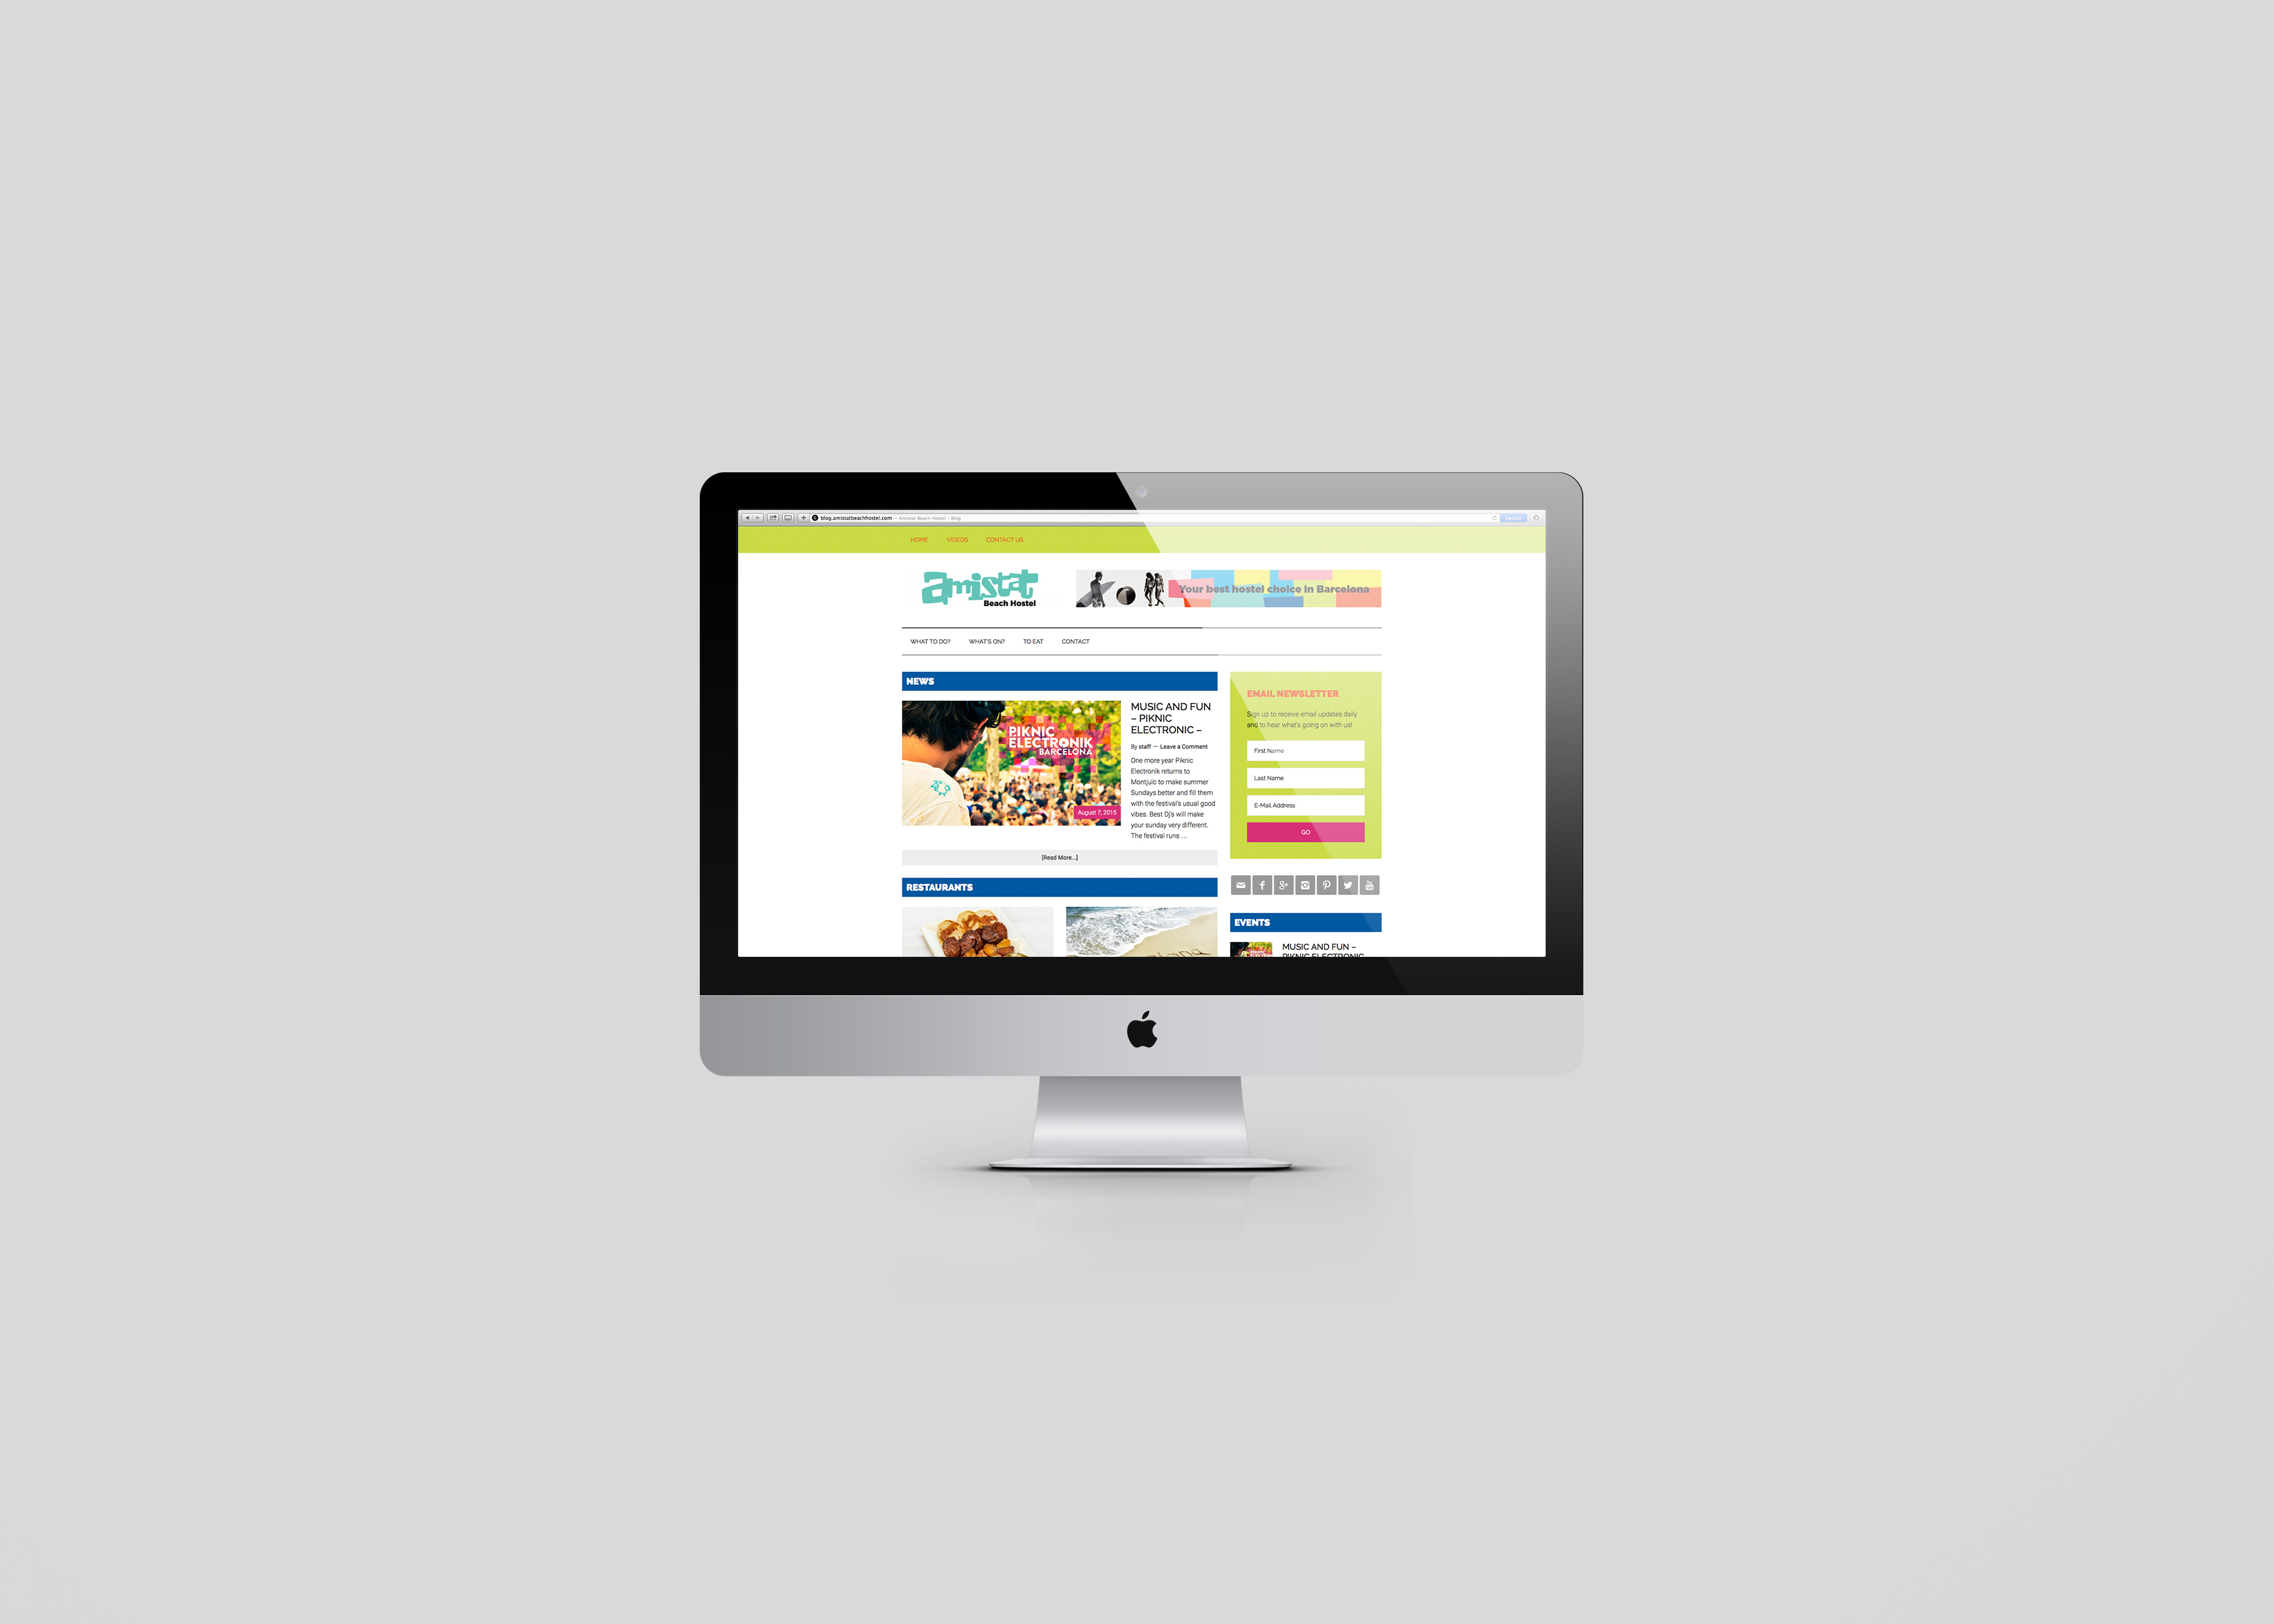 blog.amistatbeachhostel.com — Amistat Beach Hostel - Blog
HOME VIDEOS CONTACT US
amistat
Beach Hostel
Your best hostel choice in Barcelona
WHAT TO DO? WHAT'S ON? TO EAT CONTACT
NEWS
PIKNIC
ELECTRONIK
BARCELONA
August 7, 2015
MUSIC AND FUN
– PIKNIC
ELECTRONIC –
By staff — Leave a Comment
One more year Piknic
Electronik returns to
Montjuïc to make summer
Sundays better and fill them
with the festival's usual good
vibes. Best Dj's will make
your sunday very different.
The festival runs …
[Read More...]
RESTAURANTS
EMAIL NEWSLETTER
Sign up to receive email updates daily
and to hear what's going on with us!
First Name
Last Name
E-Mail Address
GO
EVENTS
MUSIC AND FUN –
PIKNIC ELECTRONIC